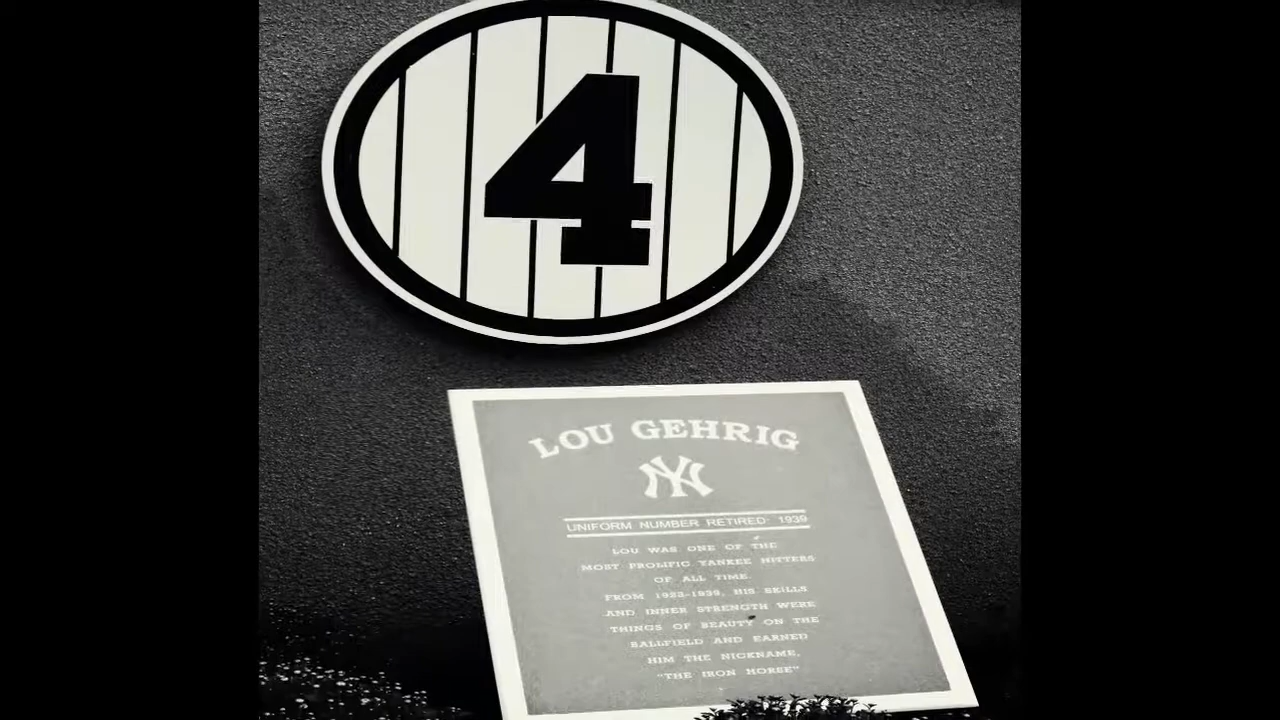 4
LOU GEHRIG
NY
UNIFORM NUMBER RETIRED: 1939
LOU WAS ONE OF THE
MOST PROLIFIC YANKEE HITTERS
OF ALL TIME.
FROM 1923-1939, HIS SKILLS
AND INNER STRENGTH WERE
THINGS OF BEAUTY ON THE
BALLFIELD AND EARNED
HIM THE NICKNAME,
"THE IRON HORSE"